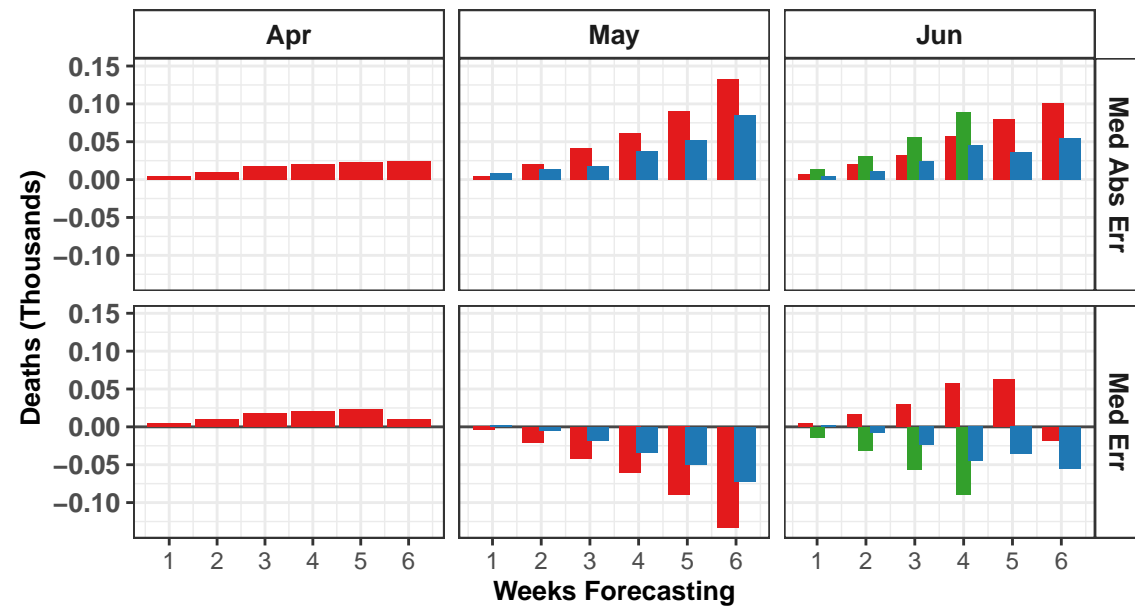 Apr May Jun
0.15
0.10
0.05
0.00
−0.05
−0.10
Med Abs Err
0.15
0.10
0.05
0.00
−0.05
−0.10
Med Err
Deaths (Thousands)
1 2 3 4 5 6 1 2 3 4 5 6 1 2 3 4 5 6
Weeks Forecasting